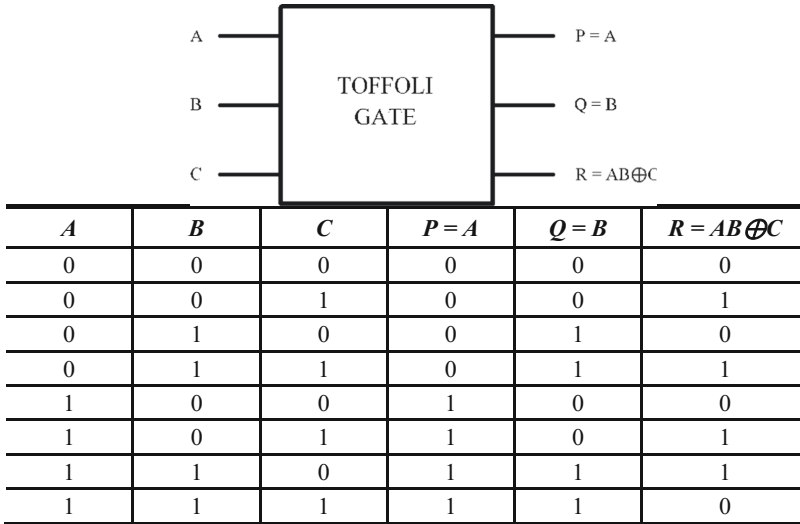 A P = A
TOFFOLI
GATE
B Q = B
C R = AB⊕C
A B C P = A Q = B R = AB⊕C
0 0 0 0 0 0
0 0 1 0 0 1
0 1 0 0 1 0
0 1 1 0 1 1
1 0 0 1 0 0
1 0 1 1 0 1
1 1 0 1 1 1
1 1 1 1 1 0